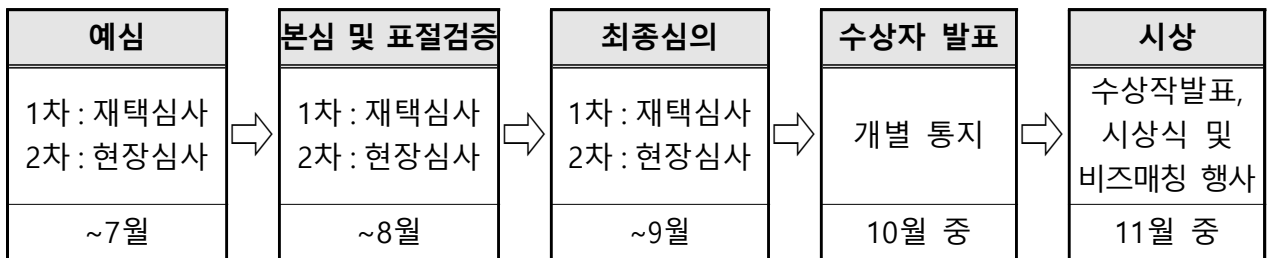 예심
1차 : 재택심사
2차 : 현장심사
~7월
본심 및 표절검증
1차 : 재택심사
2차 : 현장심사
~8월
최종심의
1차 : 재택심사
2차 : 현장심사
~9월
수상자 발표
개별 통지
10월 중
시상
수상작발표,
시상식 및
비즈매칭 행사
11월 중